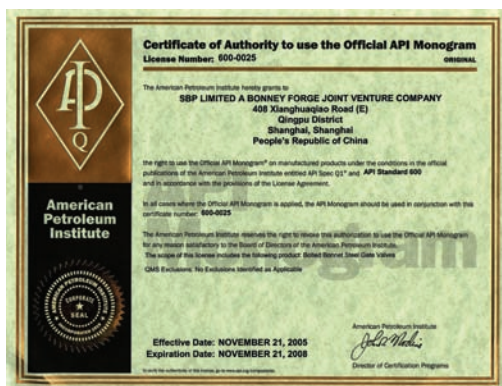 API
Q
American
Petroleum
Institute
AMERICAN PETROLEUM INSTITUTE
CORPORATE
SEAL
Certificate of Authority to use the Official API Monogram
License Number: 600-0025
ORIGINAL
The American Petroleum Institute hereby grants to
SBP LIMITED A BONNEY FORGE JOINT VENTURE COMPANY
408 Xianghuaqiao Road (E)
Qingpu District
Shanghai, Shanghai
People's Republic of China
the right to use the Official API Monogram® on manufactured products under the conditions in the official
publications of the American Petroleum Institute entitled API Spec Q1® and API Standard 600
and in accordance with the provisions of the License Agreement.
In all cases where the Official API Monogram is applied, the API Monogram should be used in conjunction with this
certificate number: 600-0025
The American Petroleum Institute reserves the right to revoke this authorization to use the Official API Monogram
for any reason satisfactory to the Board of Directors of the American Petroleum Institute.
The scope of this license includes the following product: Bolted Bonnet Steel Gate Valves
QMS Exclusions: No Exclusions Identified as Applicable
Effective Date: NOVEMBER 21, 2005
Expiration Date: NOVEMBER 21, 2008
American Petroleum Institute
Director of Certification Programs